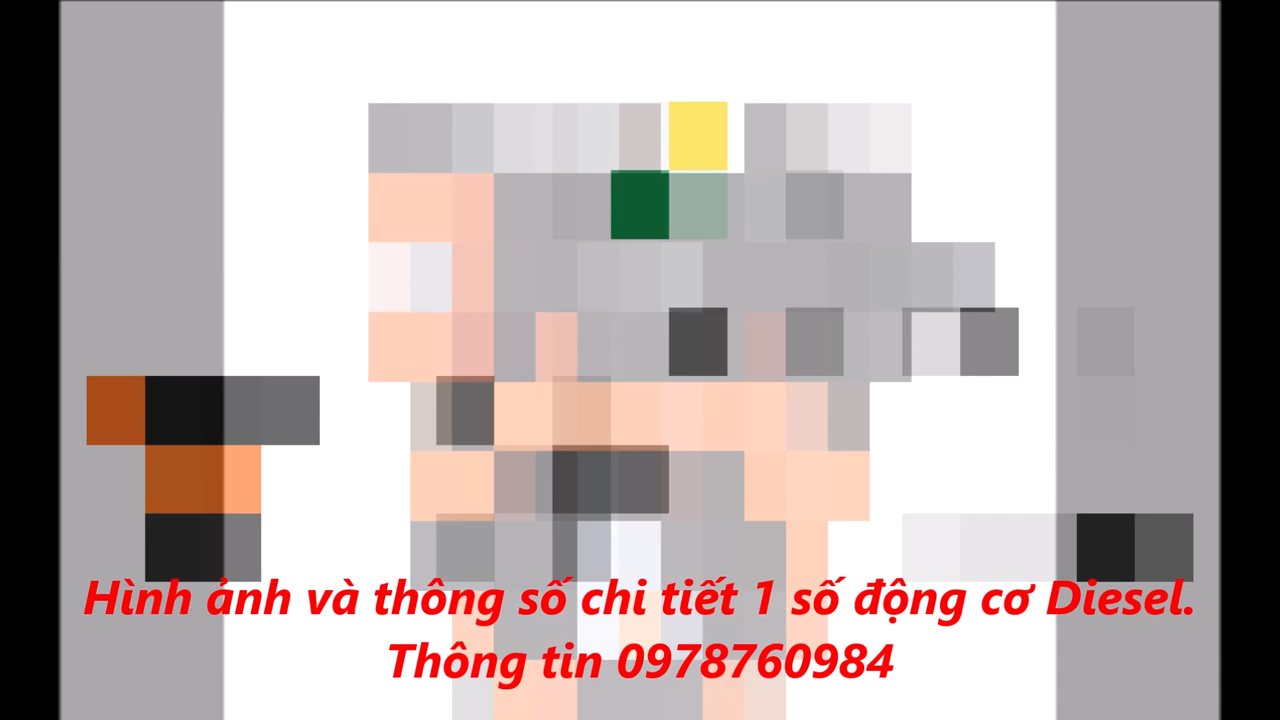 Hình ảnh và thông số chi tiết 1 số động cơ Diesel.
Thông tin 0978760984